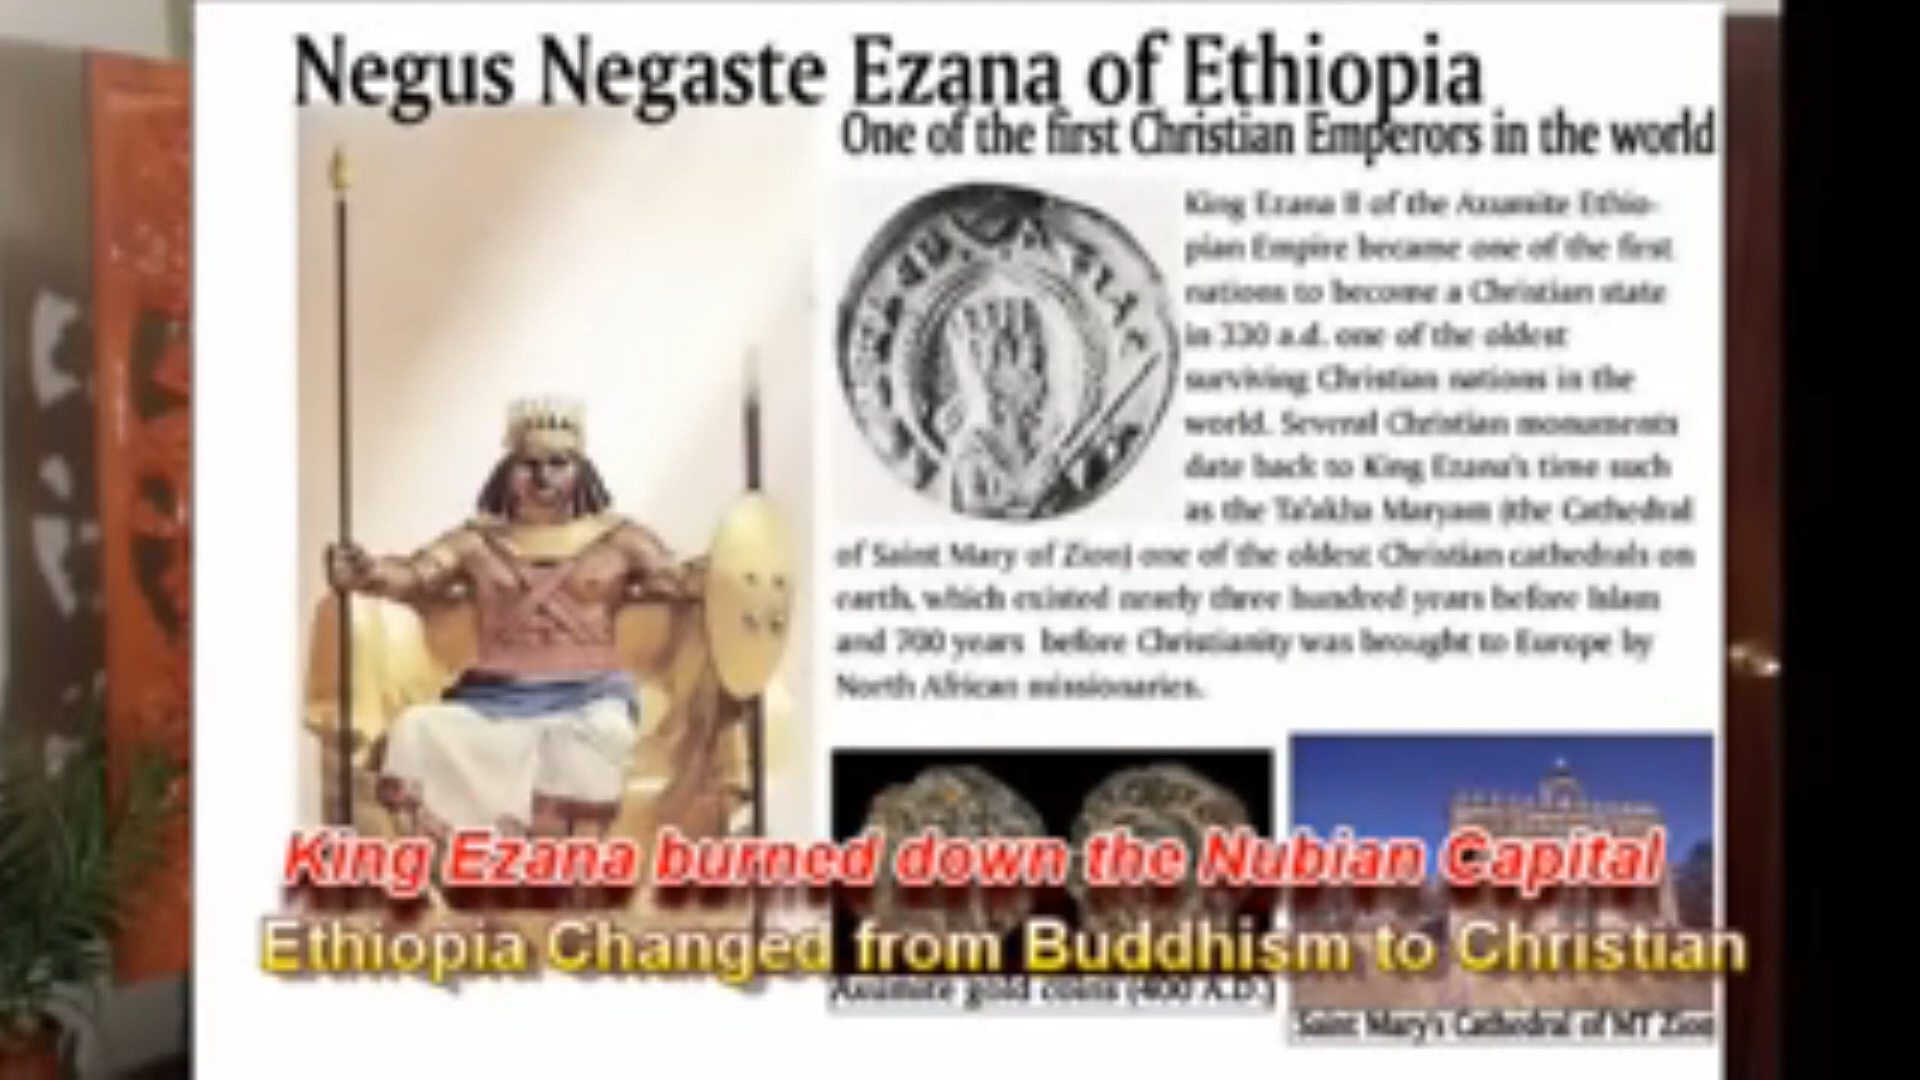 Negus Negaste Ezana of Ethiopia
One of the first Christian Emperors in the world
King Ezana II of the Axumite Ethio-
pian Empire became one of the first
nations to become a Christian state
in 330 a.d. one of the oldest
surviving Christian nations in the
world. Several Christian monuments
date back to King Ezana's time such
as the Ta'akha Maryam (the Cathedral
of Saint Mary of Zion) one of the oldest Christian cathedrals on
earth, which existed nearly three hundred years before Islam
and 700 years before Christianity was brought to Europe by
North African missionaries.
King Ezana burned down the Nubian Capital
Ethiopia Changed from Buddhism to Christian
Axumite gold coins (400 A.D.)
Saint Mary's Cathedral of MT Zion